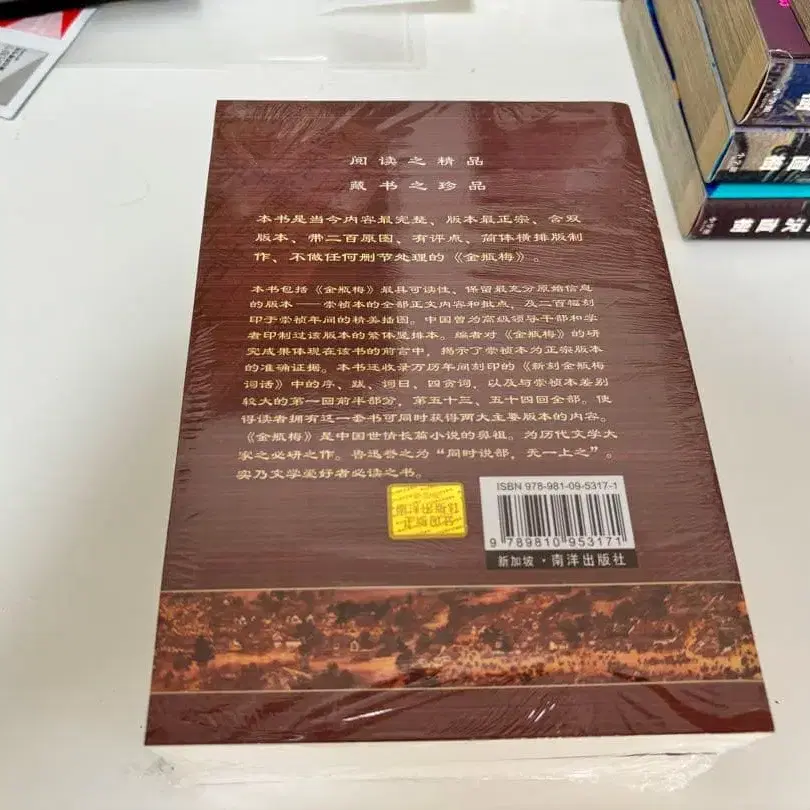 阅读之精品
藏书之珍品
本书是当今内容最完整、版本最正宗、含双
版本、带二百原图、有评点、简体横排版制
作、不做任何删节处理的《金瓶梅》。
本书包括《金瓶梅》最具可读性、保留最充分原始信息
的版本——崇祯本的全部正文内容和批点，及二百幅刻
印于崇祯年间的精美插图。中国曾为高级领导干部和学
者印制过该版本的繁体竖排本。编者对《金瓶梅》的研
究成果体现在该书的前言中，揭示了崇祯本为正宗版本
的准确证据。本书还收录万历年间刻印的《新刻金瓶梅
词话》中的序、跋、词曰、四贪词，以及与崇祯本差别
较大的第一回前半部分，第五十三、五十四回全部。使
得读者拥有这一套书可同时获得两大主要版本的内容。
《金瓶梅》是中国世情长篇小说的鼻祖。为历代文学大
家之必研之作。鲁迅誉之为“同时说部，无一上之”。
实乃文学爱好者必读之书。
ISBN 978-981-09-5317-1
9 789810 953171
新加坡·南洋出版社